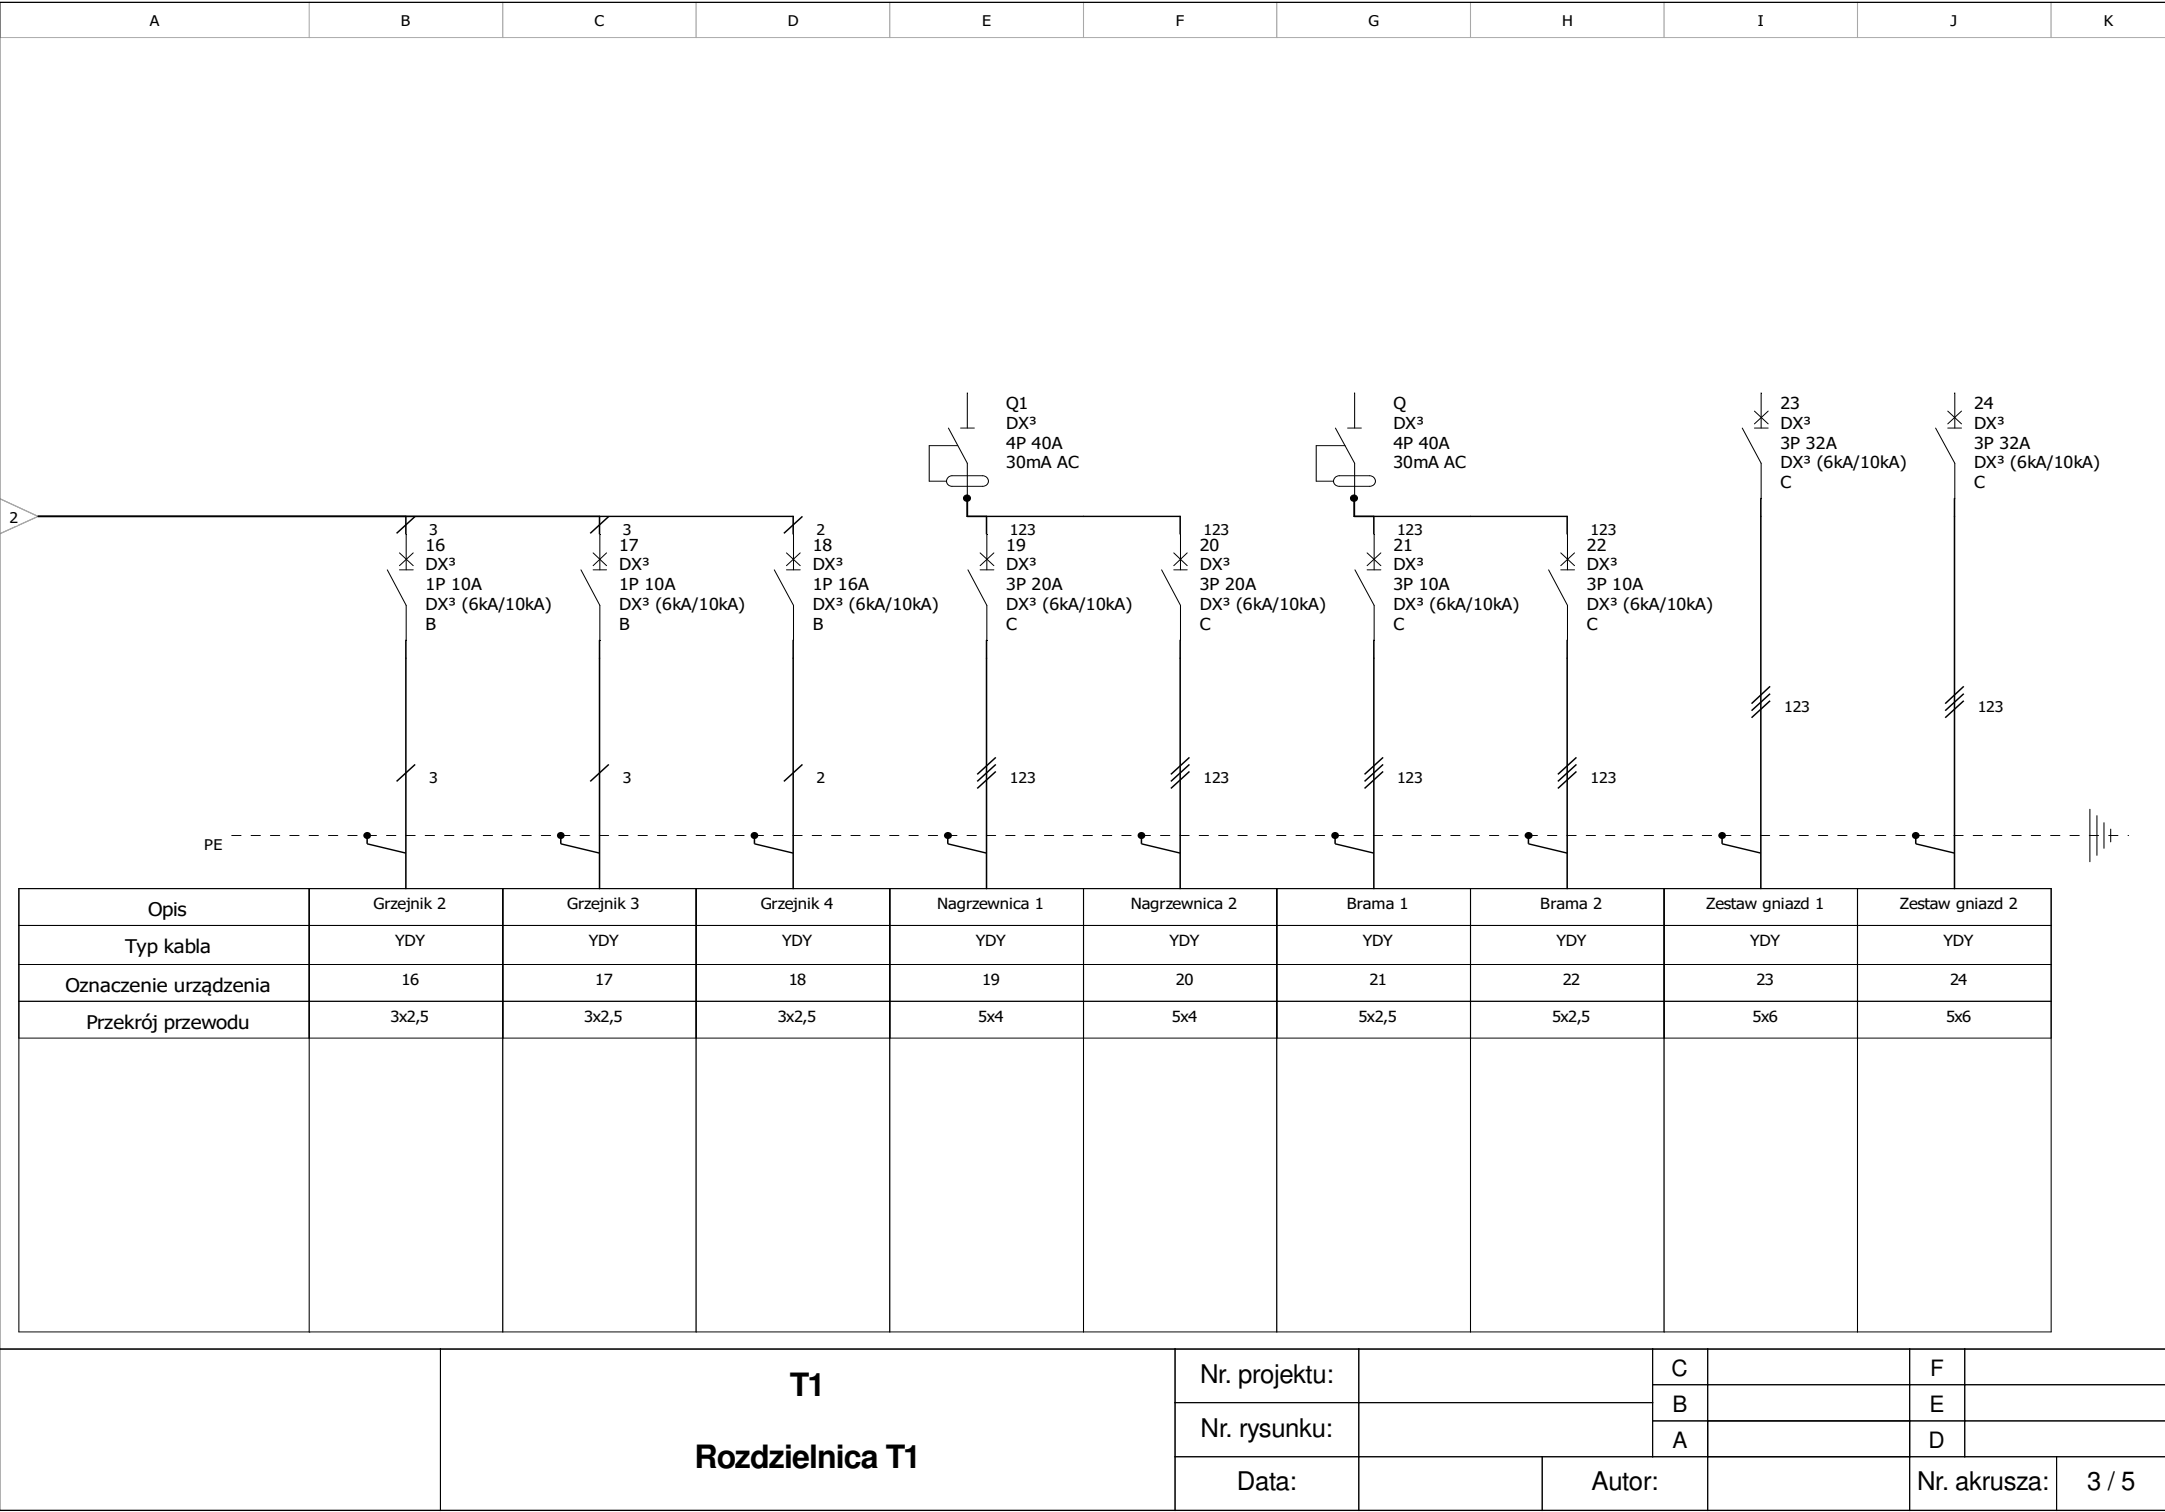 A B C D E F G H I J K
Q1
DX³
4P 40A
30mA AC
Q
DX³
4P 40A
30mA AC
23
DX³
3P 32A
DX³ (6kA/10kA)
C
24
DX³
3P 32A
DX³ (6kA/10kA)
C
2
3
16
DX³
1P 10A
DX³ (6kA/10kA)
B
3
17
DX³
1P 10A
DX³ (6kA/10kA)
B
2
18
DX³
1P 16A
DX³ (6kA/10kA)
B
123
19
DX³
3P 20A
DX³ (6kA/10kA)
C
123
20
DX³
3P 20A
DX³ (6kA/10kA)
C
123
21
DX³
3P 10A
DX³ (6kA/10kA)
C
123
22
DX³
3P 10A
DX³ (6kA/10kA)
C
123 123
3 3 2 123 123 123 123
PE
Opis Grzejnik 2 Grzejnik 3 Grzejnik 4 Nagrzewnica 1 Nagrzewnica 2 Brama 1 Brama 2 Zestaw gniazd 1 Zestaw gniazd 2
Typ kabla YDY YDY YDY YDY YDY YDY YDY YDY YDY
Oznaczenie urządzenia 16 17 18 19 20 21 22 23 24
Przekrój przewodu 3x2,5 3x2,5 3x2,5 5x4 5x4 5x2,5 5x2,5 5x6 5x6
T1
Rozdzielnica T1
Nr. projektu:
Nr. rysunku:
C F
B E
A D
Data: Autor: Nr. akrusza: 3 / 5